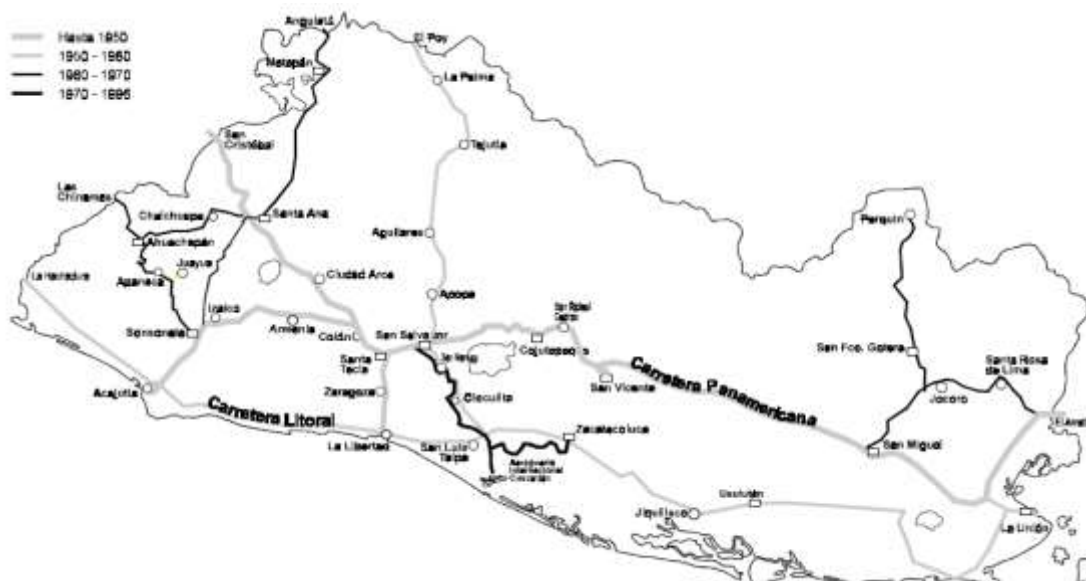 Hasta 1950
1950 - 1960
1960 - 1970
1970 - 1995
Anguiatú
Metapán
El Poy
La Palma
San
Cristóbal
Tejutla
Las
Chinamas
Chalchuapa
Santa Ana
Ahuachapán
Aguilares
Perquín
Juayúa
Apaneca
La Hachadura
Ciudad Arce
Apopa
Izalco
Armenia
Sonsonate
Colón
San Salvador
Cojutepeque
San Fco. Gotera
Santa Rosa
de Lima
Santa
Tecla
San Vicente
Carretera Panamericana
Jocoro
Acajutla
Zaragoza
Olocuilta
Carretera Litoral
Zacatecoluca
La Libertad
San Luis
Talpa
San Miguel
Aeropuerto
Internacional
Usulután
Jiquilisco
La Unión